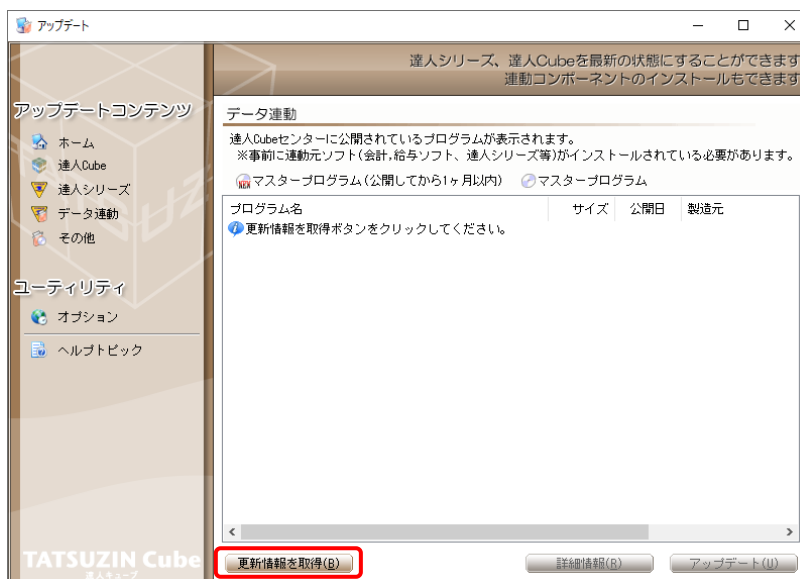 アップデート
達人シリーズ、達人Cubeを最新の状態にすることができます
連動コンポーネントのインストールもできます
アップデートコンテンツ
ホーム
達人Cube
達人シリーズ
データ連動
その他
ユーティリティ
オプション
ヘルプトピック
データ連動
達人Cubeセンターに公開されているプログラムが表示されます。
※事前に連動元ソフト(会計,給与ソフト、達人シリーズ等)がインストールされている必要があります。
NEW マスタープログラム(公開してから1ヶ月以内) マスタープログラム
プログラム名 サイズ 公開日 製造元
更新情報を取得ボタンをクリックしてください。
更新情報を取得(B) 詳細情報(R) アップデート(U)
TATSUZIN Cube
達人キューブ